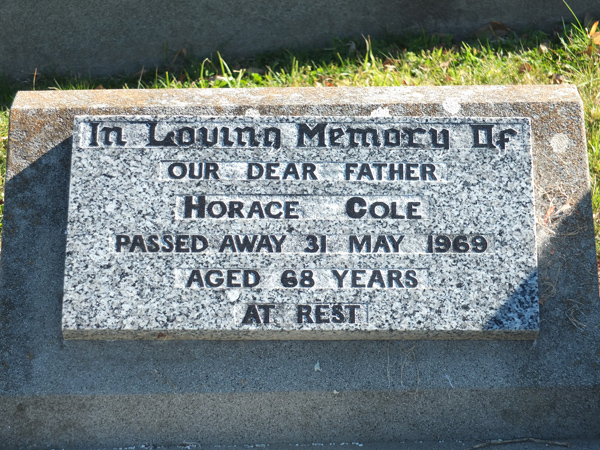 In Loving Memory Of
OUR DEAR FATHER
HORACE COLE
PASSED AWAY 31 MAY 1969
AGED 68 YEARS
AT REST